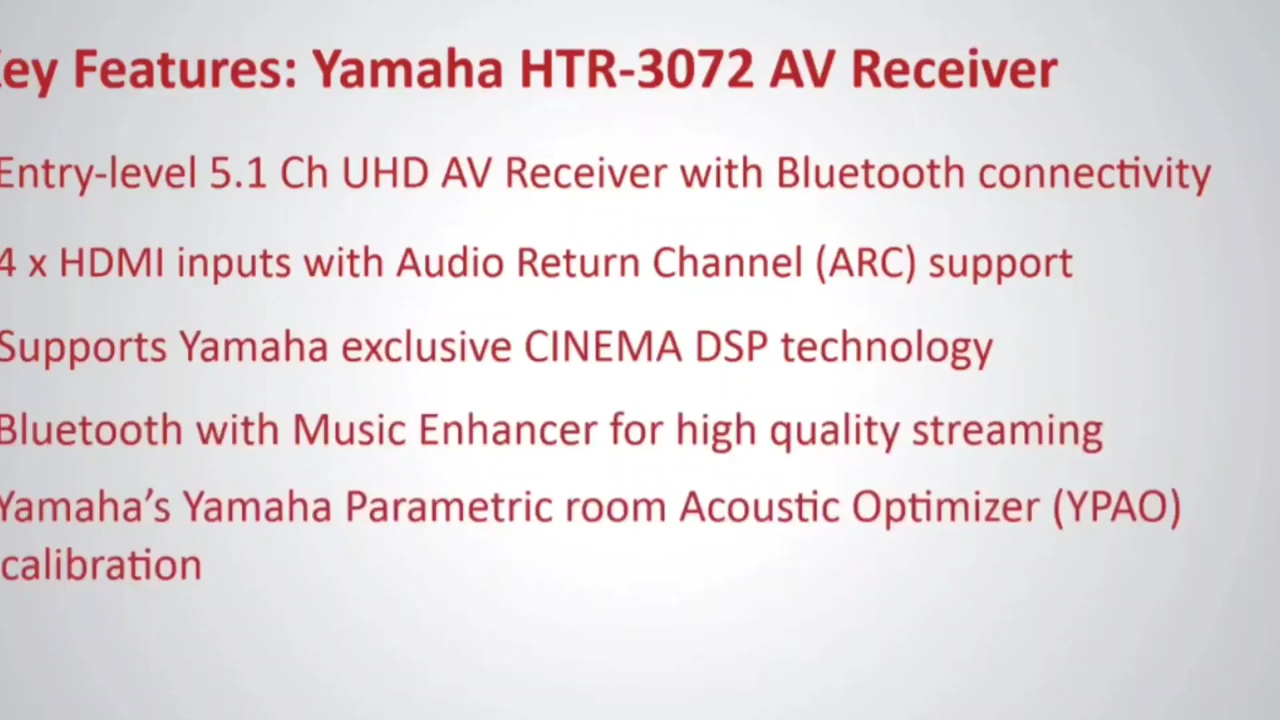 ey Features: Yamaha HTR-3072 AV Receiver
Entry-level 5.1 Ch UHD AV Receiver with Bluetooth connectivity
4 x HDMI inputs with Audio Return Channel (ARC) support
Supports Yamaha exclusive CINEMA DSP technology
Bluetooth with Music Enhancer for high quality streaming
Yamaha’s Yamaha Parametric room Acoustic Optimizer (YPAO)
calibration